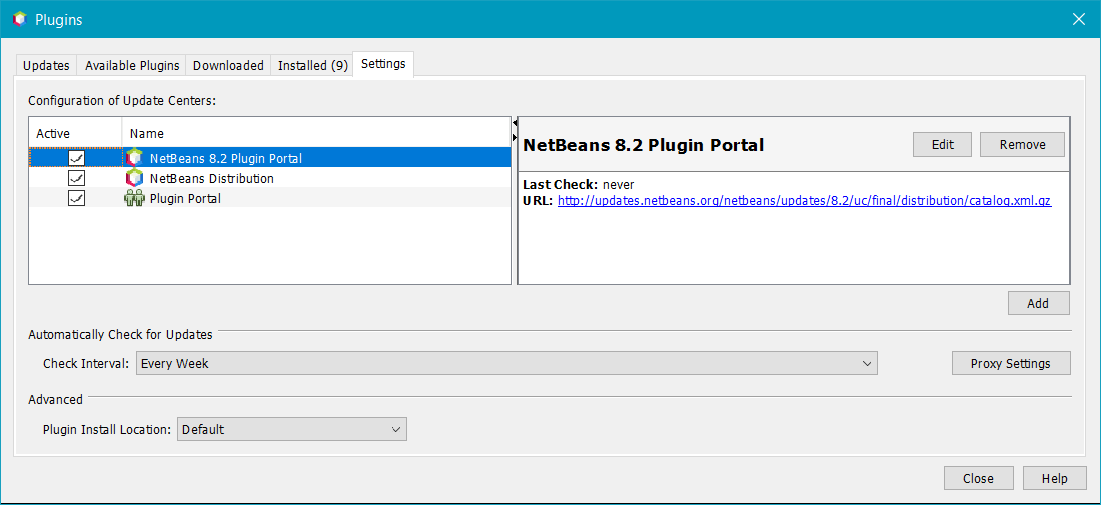 Plugins
Updates Available Plugins Downloaded Installed (9) Settings
Configuration of Update Centers:
Active Name
NetBeans 8.2 Plugin Portal
NetBeans Distribution
Plugin Portal
NetBeans 8.2 Plugin Portal Edit Remove
Last Check: never
URL: http://updates.netbeans.org/netbeans/updates/8.2/uc/final/distribution/catalog.xml.gz
Add
Automatically Check for Updates
Check Interval: Every Week Proxy Settings
Advanced
Plugin Install Location: Default
Close Help